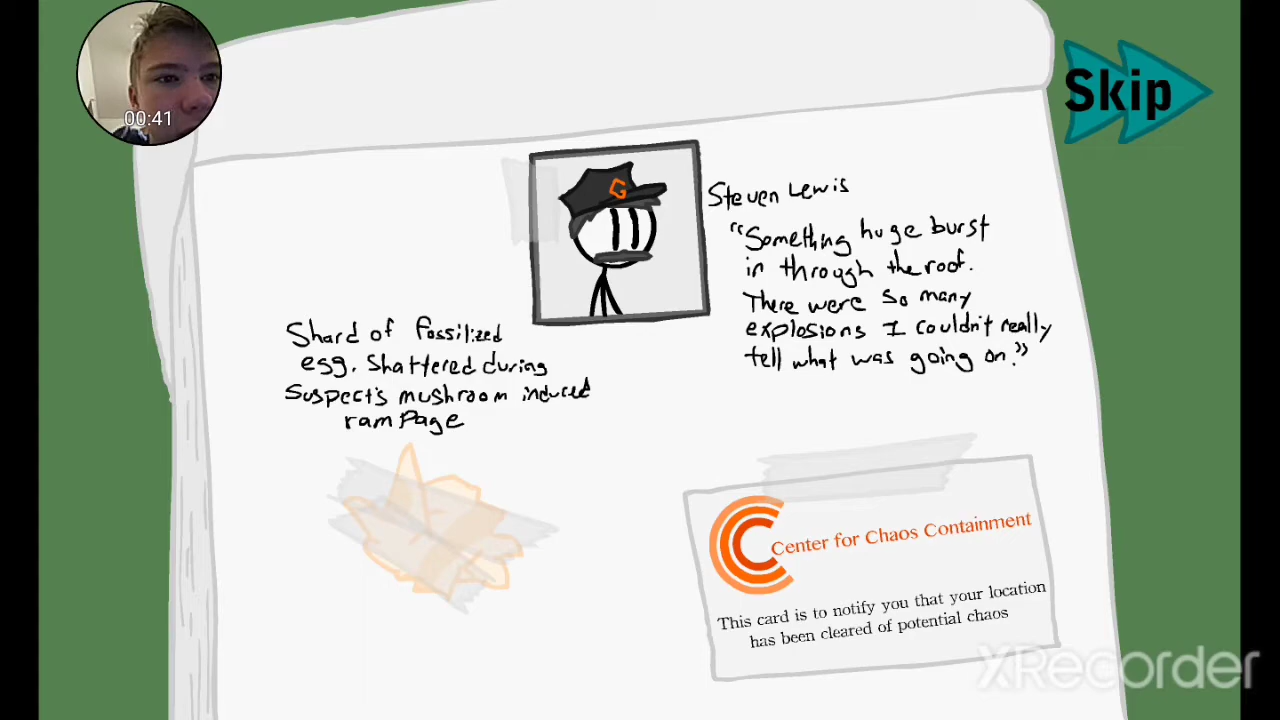 00:41
Skip
Steven Lewis
"Something huge burst
in through the roof.
There were so many
explosions I couldn't really
tell what was going on."
Shard of fossilized
egg. Shattered during
Suspect's mushroom induced
rampage
G
Center for Chaos Containment
This card is to notify you that your location
has been cleared of potential chaos
XRecorder